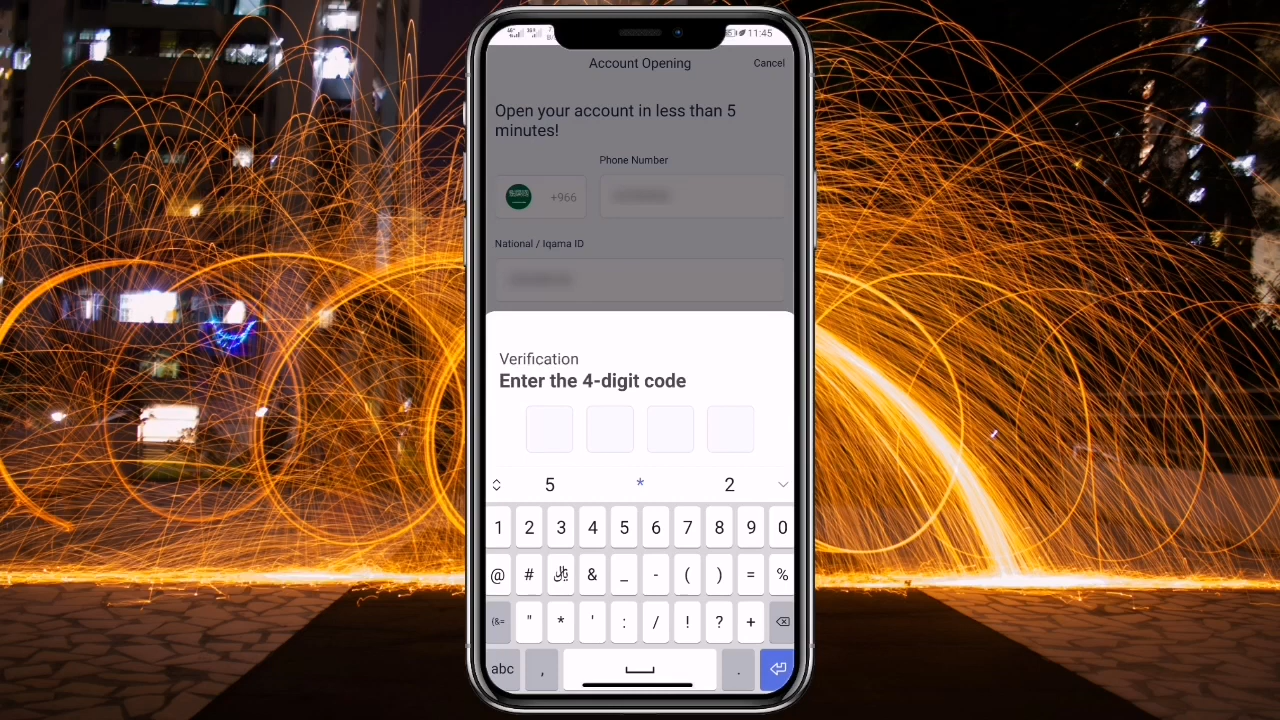 11:45
Account Opening
Cancel
Open your account in less than 5
minutes!
Phone Number
+966
National / Iqama ID
Verification
Enter the 4-digit code
5 * 2
1 2 3 4 5 6 7 8 9 0
@ # ﷼ & _ - ( ) = %
(&= " * ' : / ! ? +
abc , .